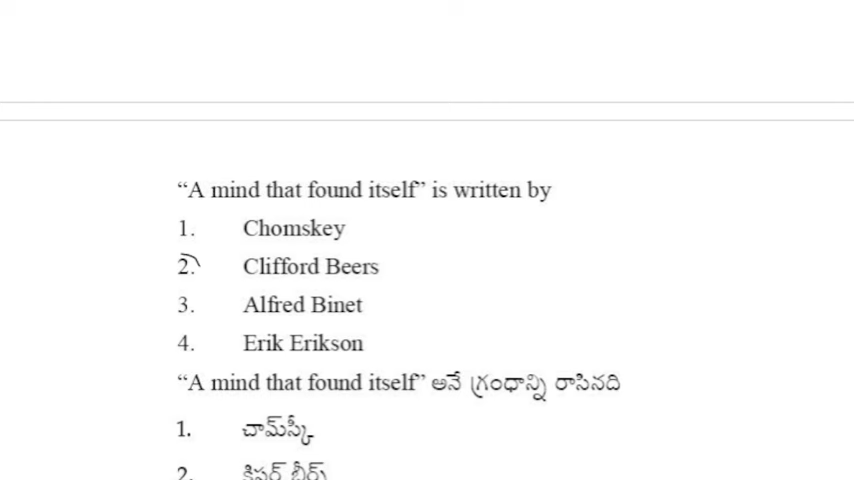 “A mind that found itself” is written by
1. Chomskey
2. Clifford Beers
3. Alfred Binet
4. Erik Erikson
“A mind that found itself” అనే గ్రంధాన్ని రాసినది
1. చామ్‌స్కీ
2.